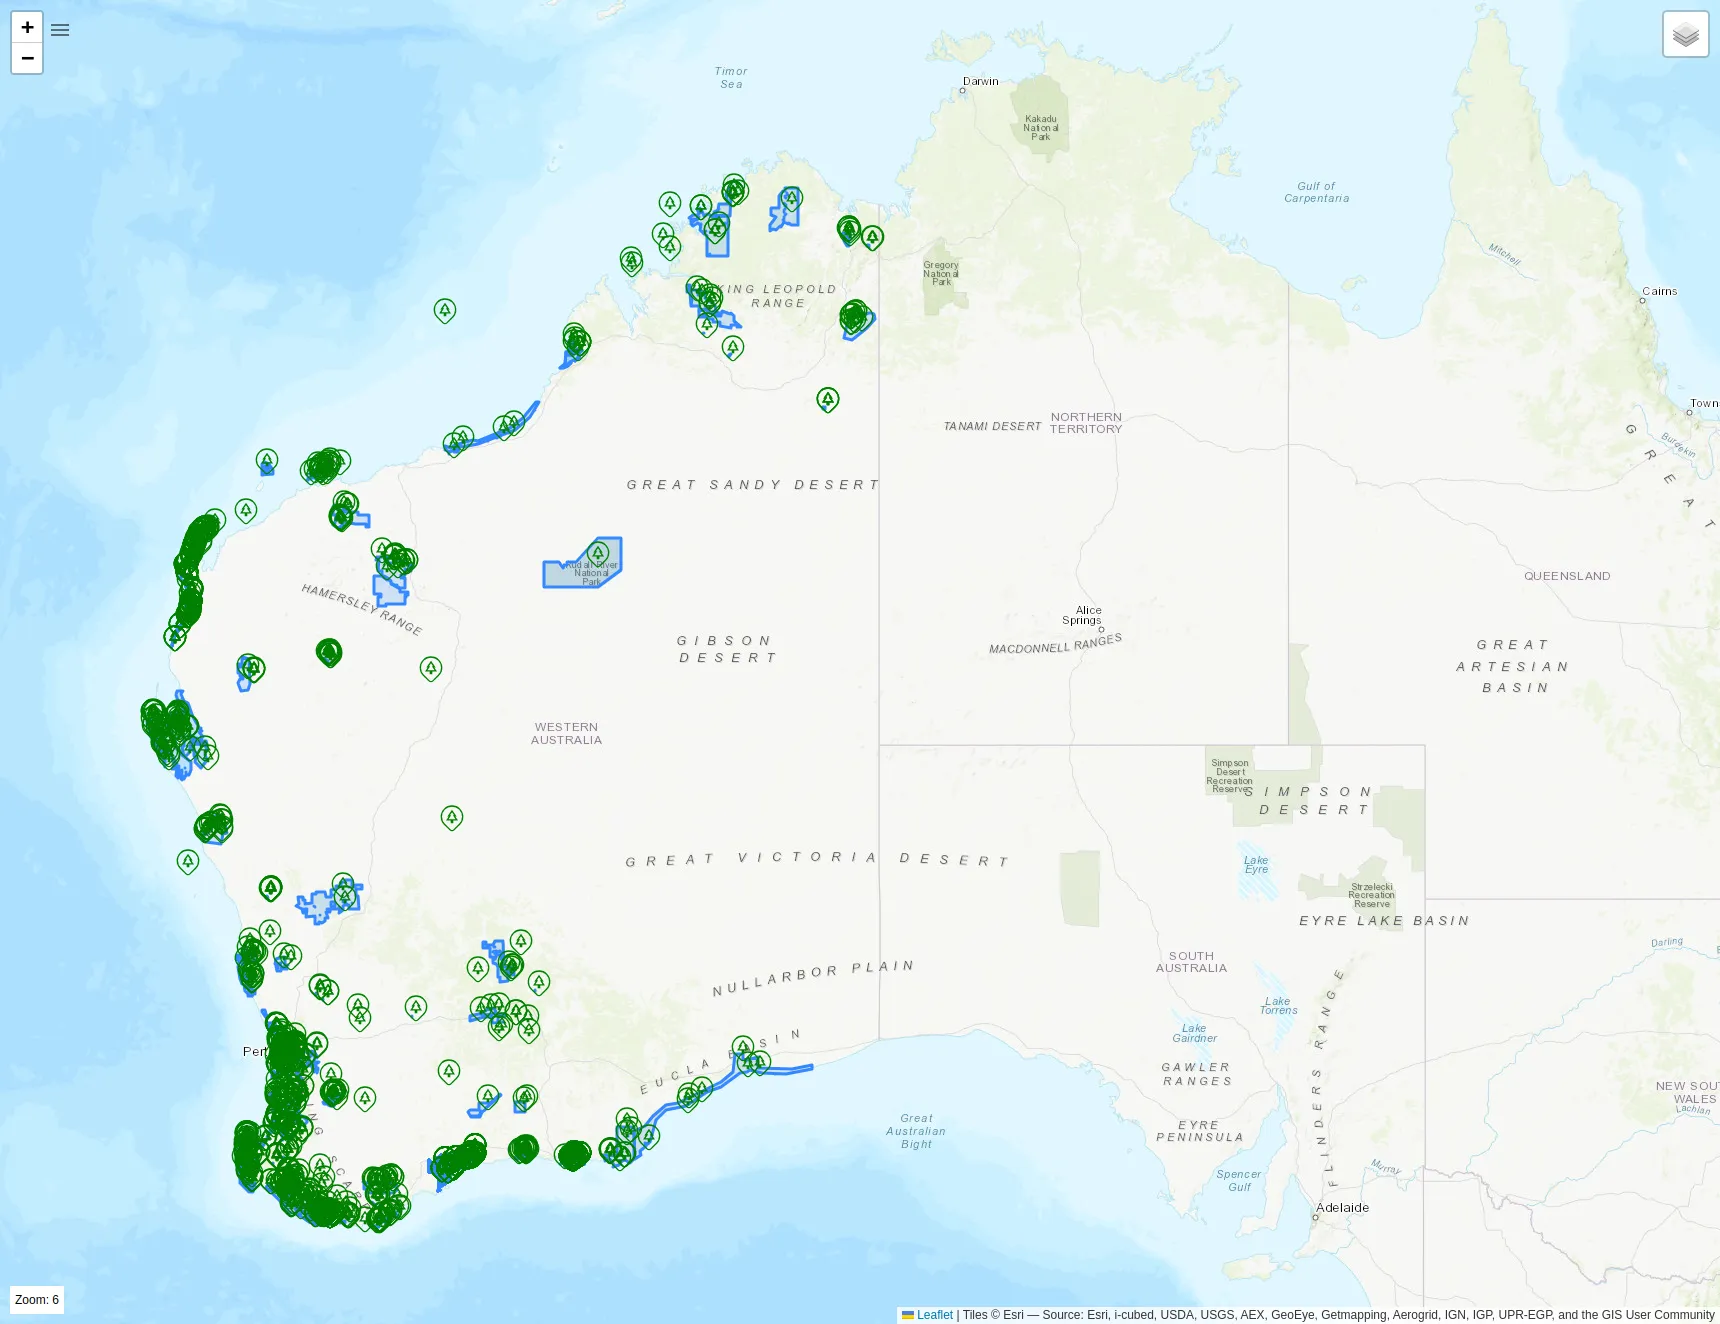 +
−
Timor
Sea
Darwin
Kakadu
National
Park
Gulf of
Carpentaria
Mitchell
Gregory
National
Park
Cairns
KING LEOPOLD
RANGE
Town
NORTHERN
TERRITORY
TANAMI DESERT
Burdekin
GREAT
GREAT SANDY DESERT
National
Park
QUEENSLAND
HAMERSLEY RANGE
Alice
Springs
MACDONNELL RANGES
GIBSON
DESERT
GREAT
ARTESIAN
BASIN
WESTERN
AUSTRALIA
Simpson
Desert
Recreation
Reserve
SIMPSON
DESERT
GREAT VICTORIA DESERT
Lake
Eyre
Strzelecki
Recreation
Reserve
EYRE LAKE BASIN
Darling
SOUTH
AUSTRALIA
NULLARBOR PLAIN
Lake
Torrens
Lake
Gairdner
FLINDERS RANGE
Per
EUCLA BASIN
GAWLER
RANGES
NEW SOU
WALES
Lachlan
Great
Australian
Bight
EYRE
PENINSULA
Murray
Spencer
Gulf
Adelaide
Zoom: 6
Leaflet | Tiles © Esri — Source: Esri, i-cubed, USDA, USGS, AEX, GeoEye, Getmapping, Aerogrid, IGN, IGP, UPR-EGP, and the GIS User Community